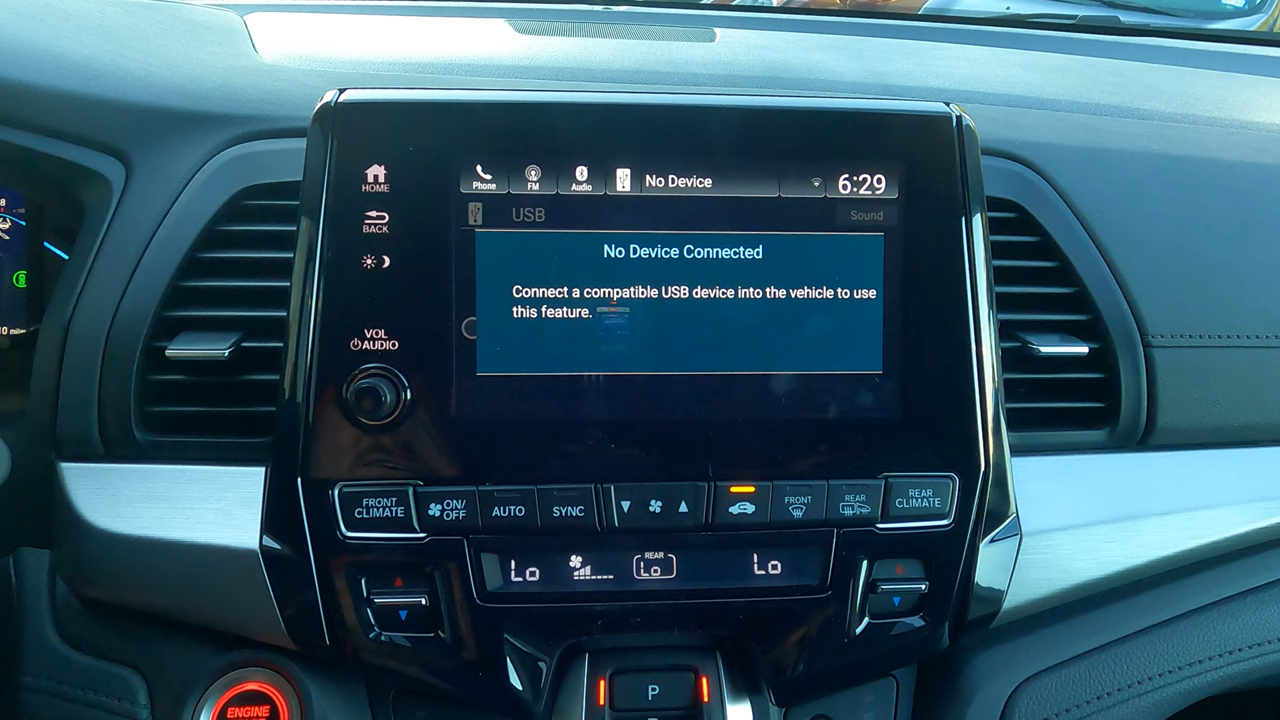 HOME
BACK
VOL
AUDIO
Phone
FM
Audio
No Device
6:29
USB
Sound
No Device Connected
Connect a compatible USB device into the vehicle to use
this feature.
FRONT
CLIMATE
ON/
OFF
AUTO
SYNC
FRONT
REAR
REAR
CLIMATE
Lo
REAR
Lo
Lo
P
ENGINE